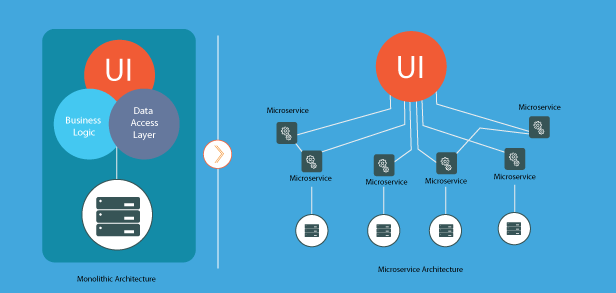 UI
Business
Logic
Data
Access
Layer
Monolithic Architecture
UI
Microservice
Microservice
Microservice
Microservice
Microservice
Microservice
Microservice Architecture